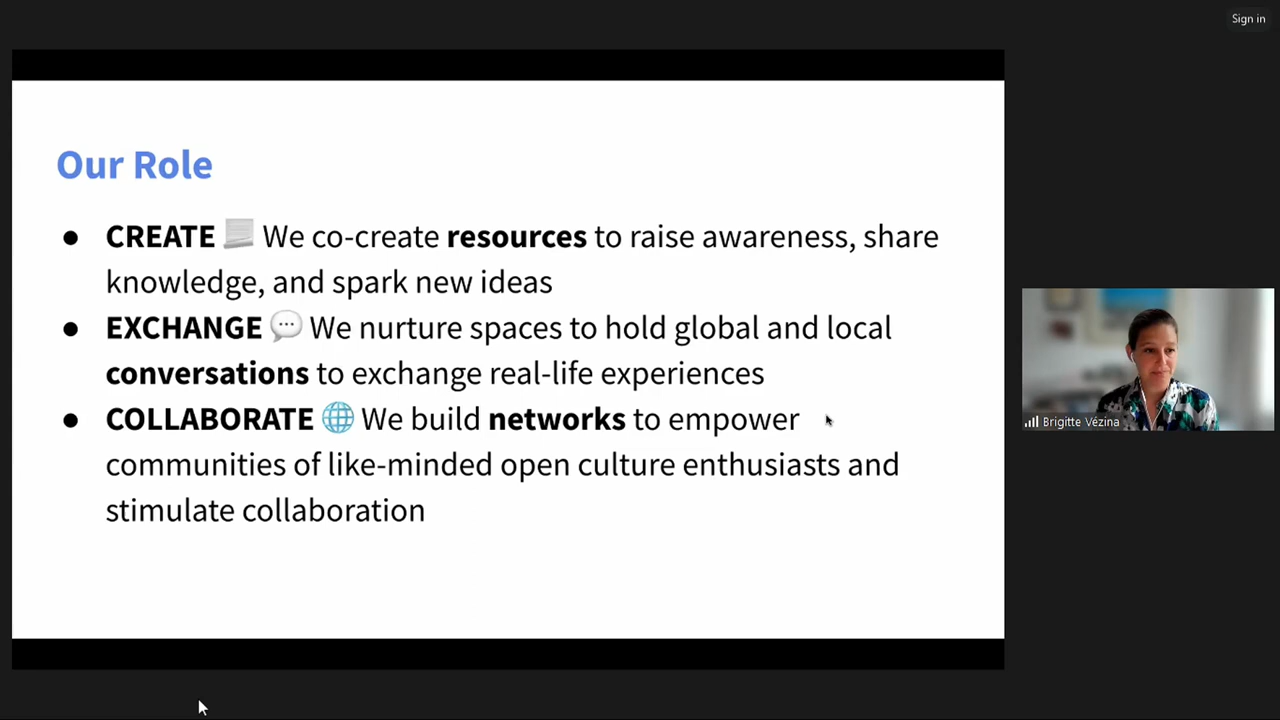 Sign in
Our Role
● CREATE 📃 We co-create resources to raise awareness, share
knowledge, and spark new ideas
● EXCHANGE 💬 We nurture spaces to hold global and local
conversations to exchange real-life experiences
● COLLABORATE 🌐 We build networks to empower
communities of like-minded open culture enthusiasts and
stimulate collaboration
Brigitte Vézina